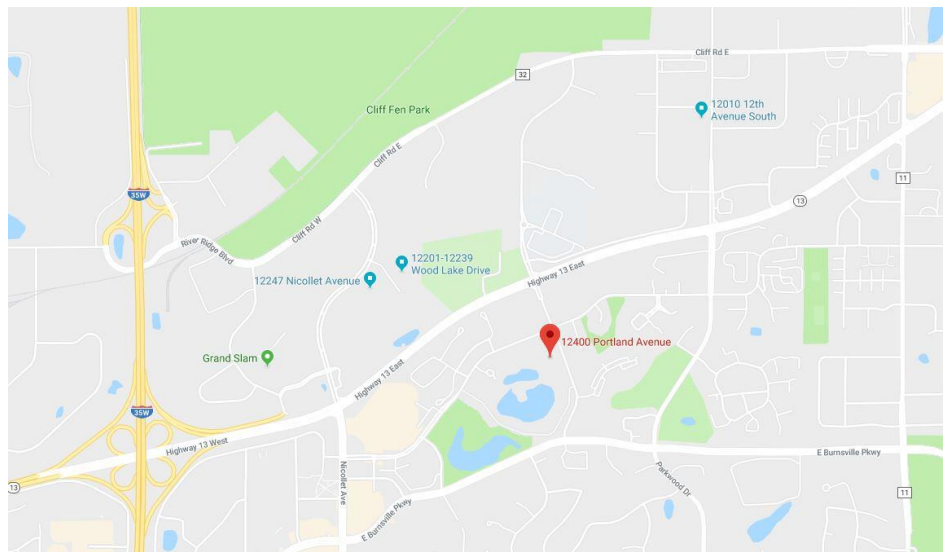 Cliff Rd E
32
12010 12th
Avenue South
Cliff Fen Park
Cliff Rd E
11
35W
13
Cliff Rd W
River Ridge Blvd
12201-12239
Wood Lake Drive
12247 Nicollet Avenue
Highway 13 East
12400 Portland Avenue
Grand Slam
Highway 13 East
35W
Highway 13 West
E Burnsville Pkwy
Nicollet Ave
Parkwood Dr
13
11
E Burnsville Pkwy